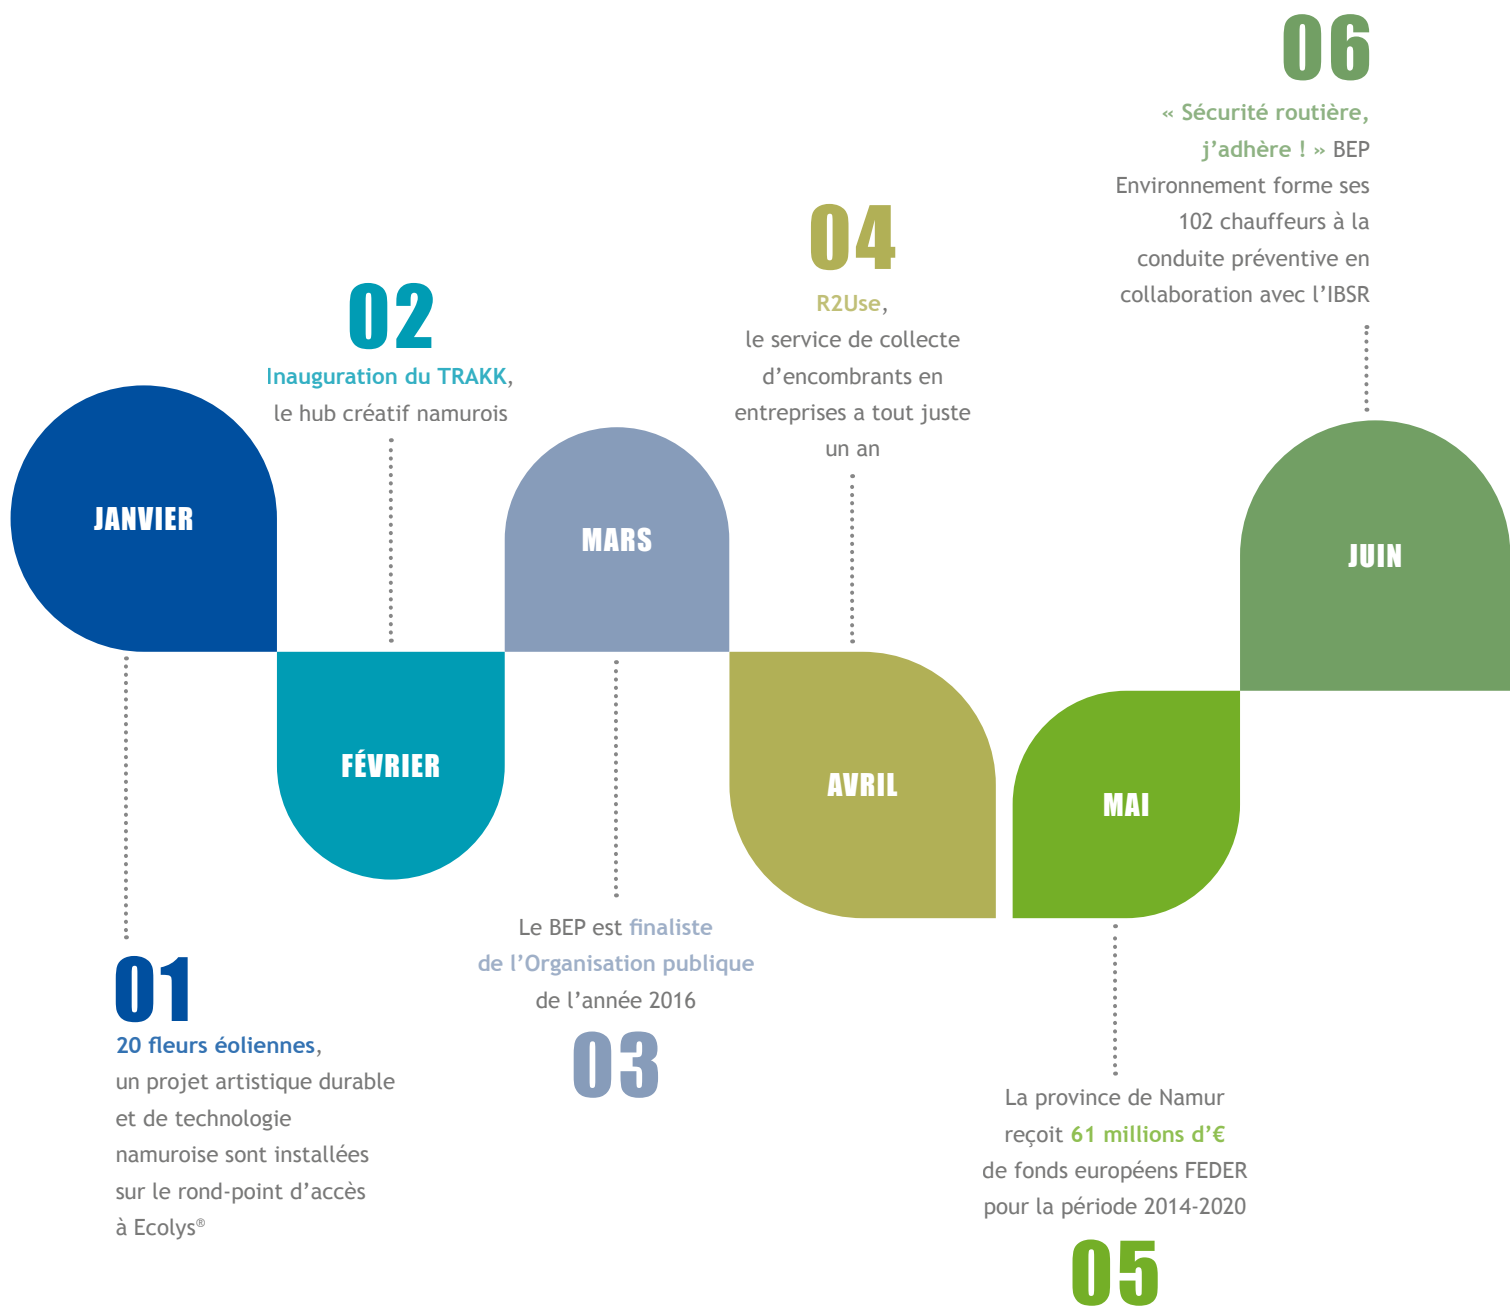 JANVIER
01
20 fleurs éoliennes,
un projet artistique durable
et de technologie
namuroise sont installées
sur le rond-point d’accès
à Ecolys®
02
Inauguration du TRAKK,
le hub créatif namurois
FÉVRIER
MARS
Le BEP est finaliste
de l’Organisation publique
de l’année 2016
03
04
R2Use,
le service de collecte
d’encombrants en
entreprises a tout juste
un an
AVRIL
MAI
La province de Namur
reçoit 61 millions d’€
de fonds européens FEDER
pour la période 2014-2020
05
06
« Sécurité routière,
j’adhère ! » BEP
Environnement forme ses
102 chauffeurs à la
conduite préventive en
collaboration avec l’IBSR
JUIN